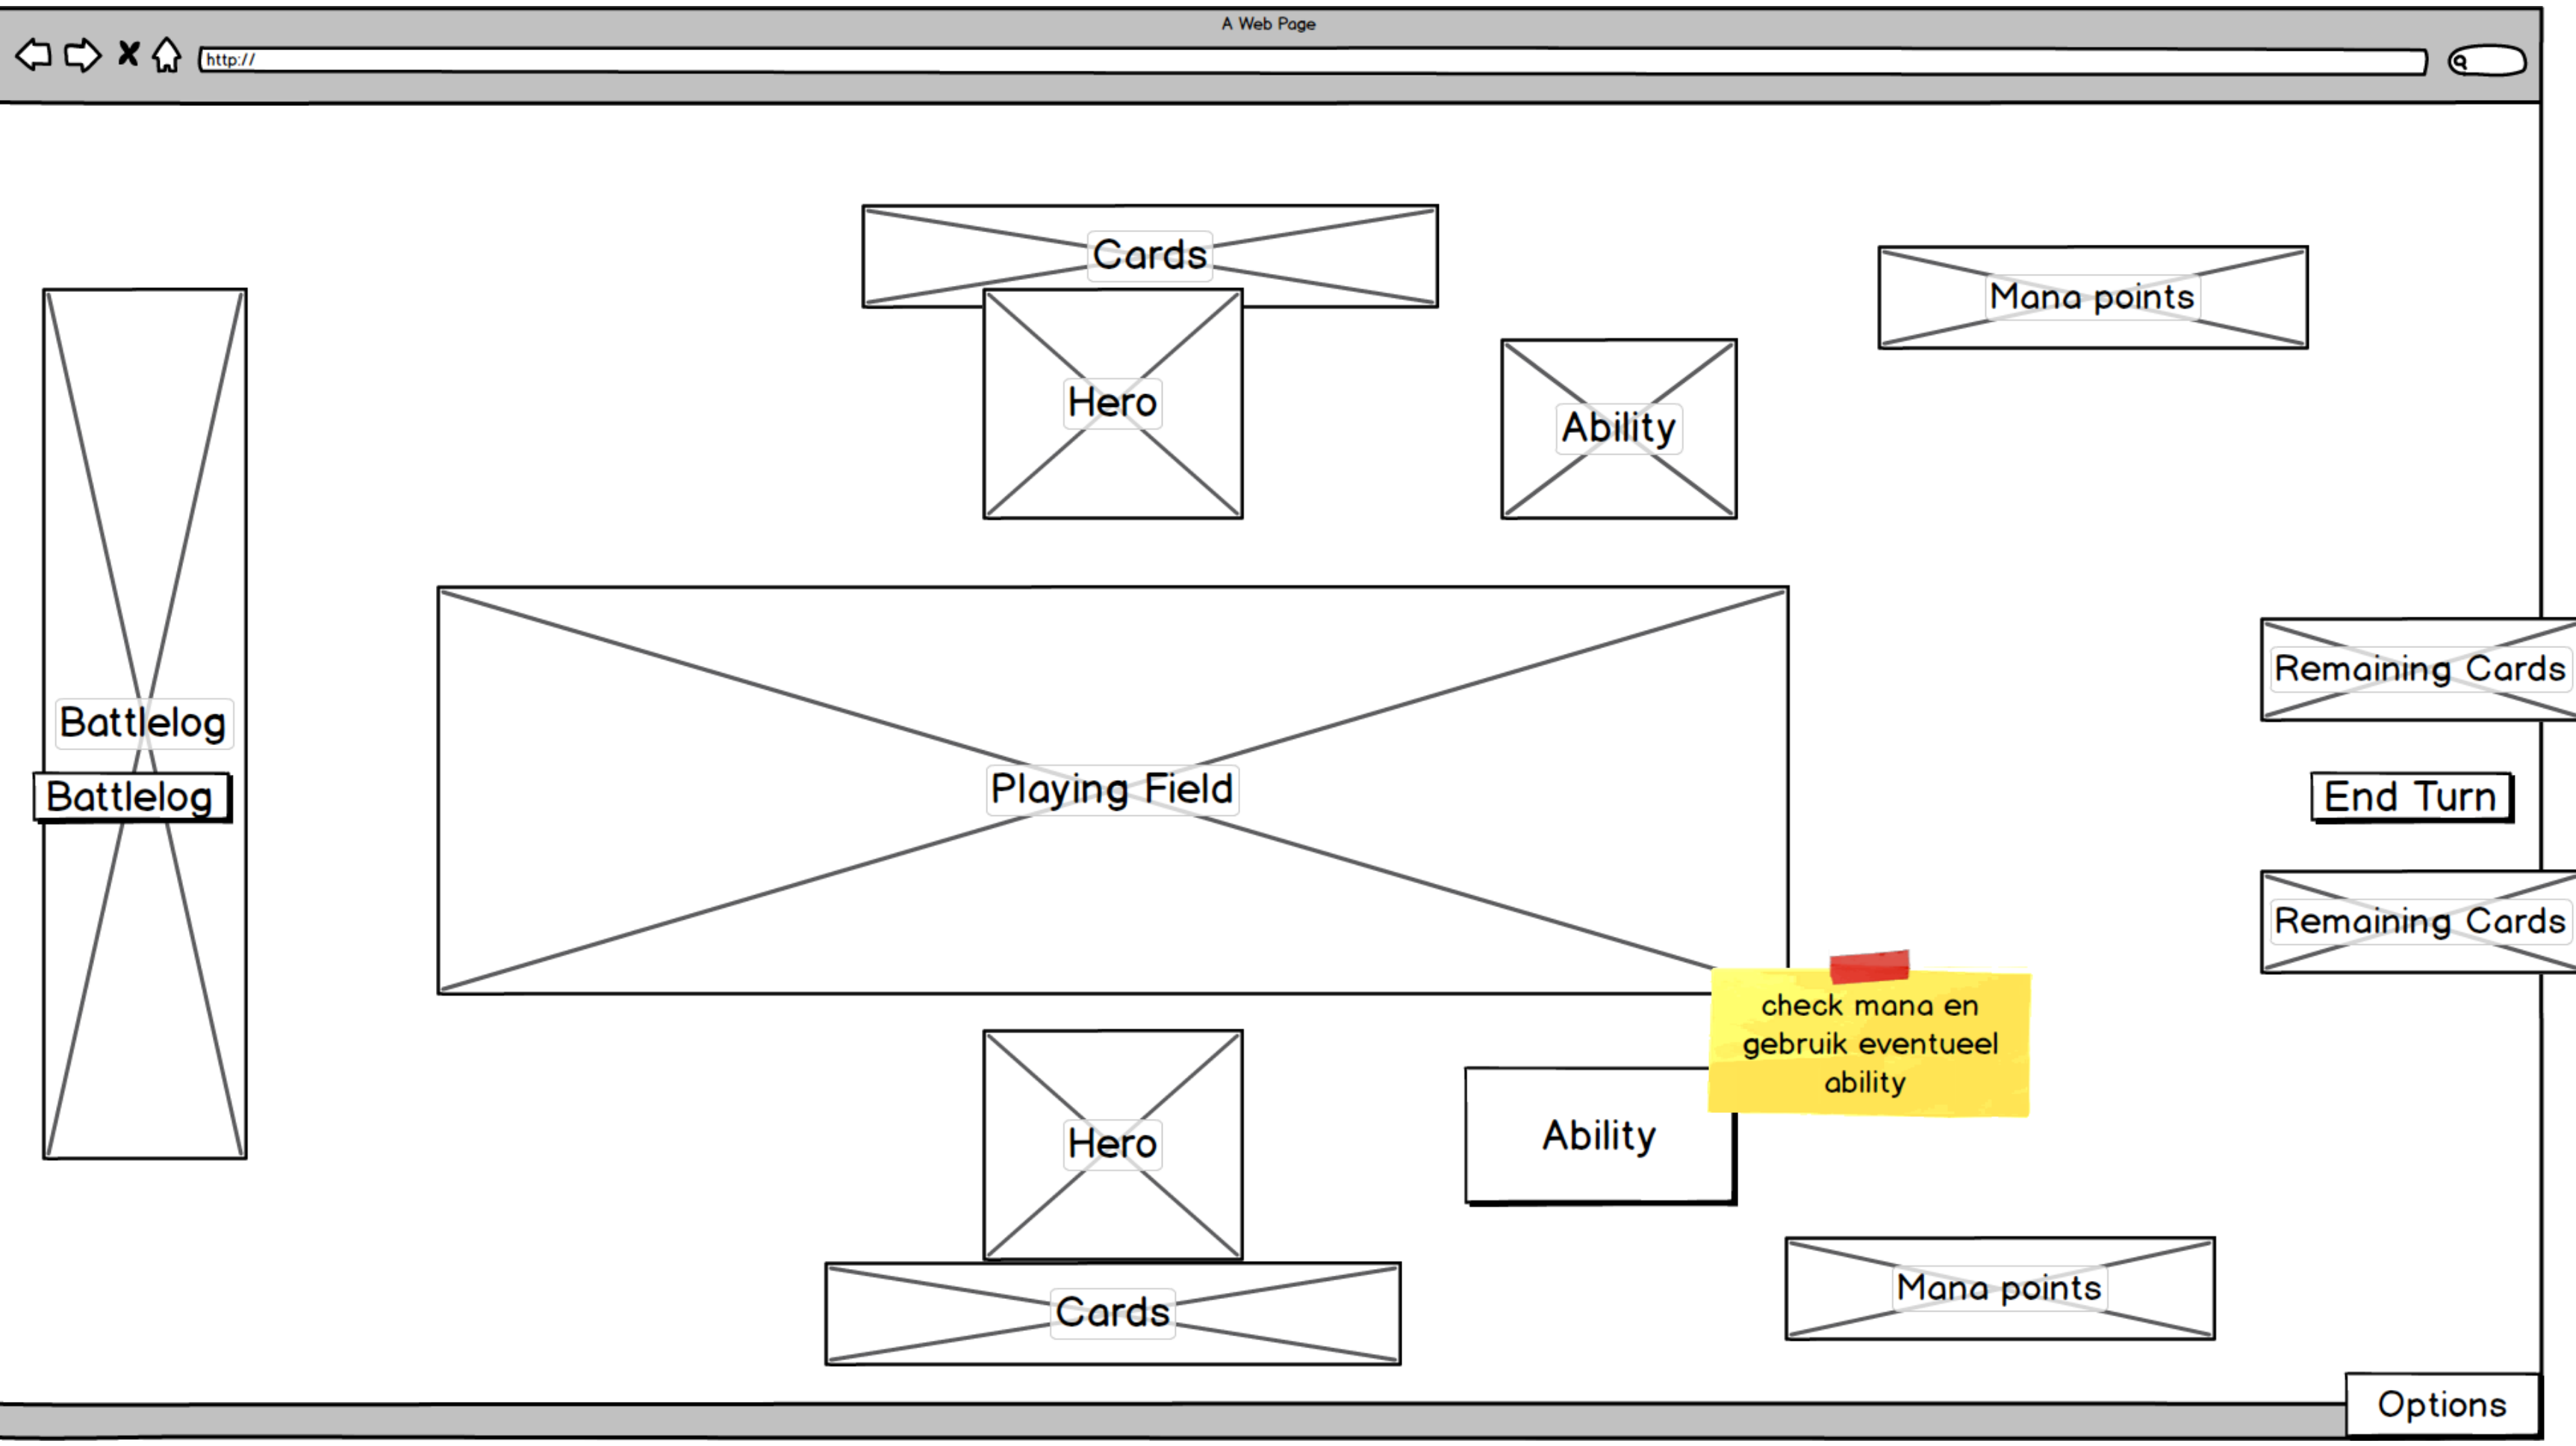 A Web Page
http://
Cards
Mana points
Hero
Ability
Remaining Cards
Battlelog
Battlelog
Playing Field
End Turn
Remaining Cards
check mana en
gebruik eventueel
ability
Hero
Ability
Mana points
Cards
Options